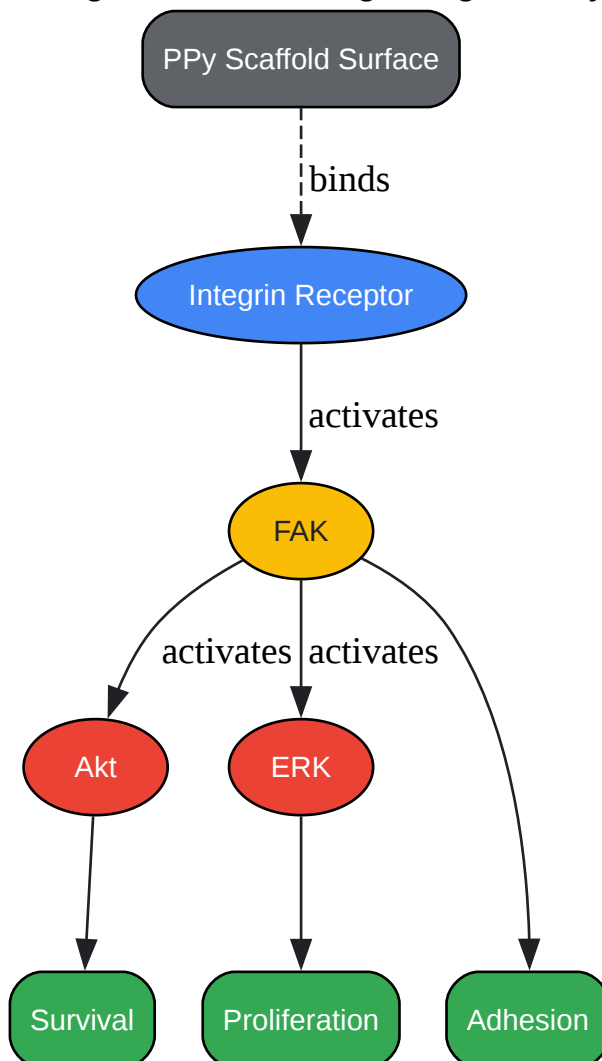 PPy Scaffold Surface
binds
Integrin Receptor
activates
FAK
activates activates
Akt ERK
Survival Proliferation Adhesion